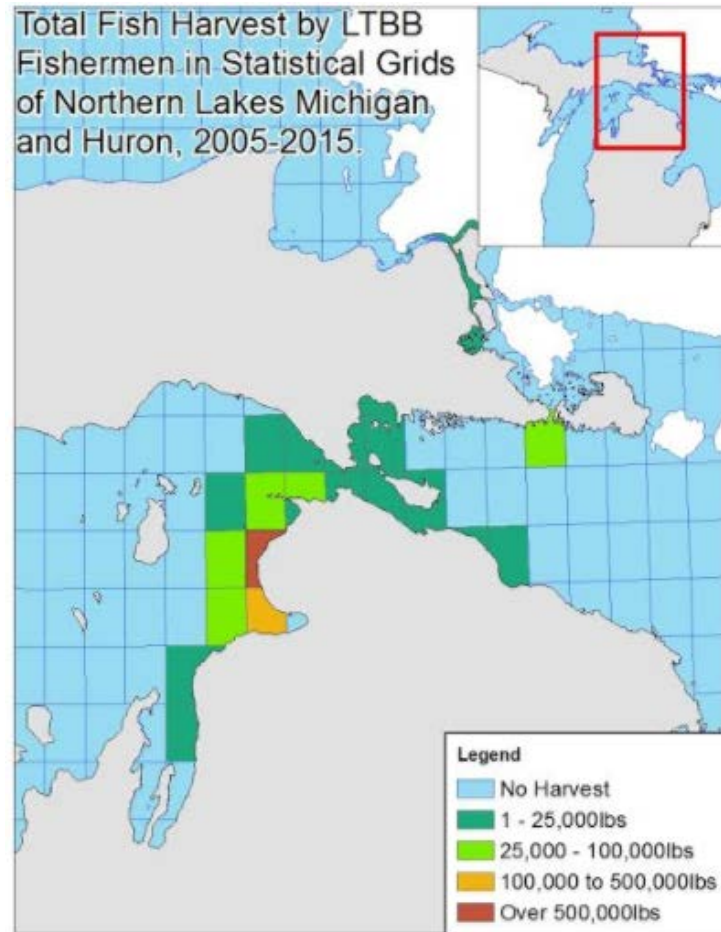 Total Fish Harvest by LTBB
Fishermen in Statistical Grids
of Northern Lakes Michigan
and Huron, 2005-2015.
Legend
No Harvest
1 - 25,000lbs
25,000 - 100,000lbs
100,000 to 500,000lbs
Over 500,000lbs